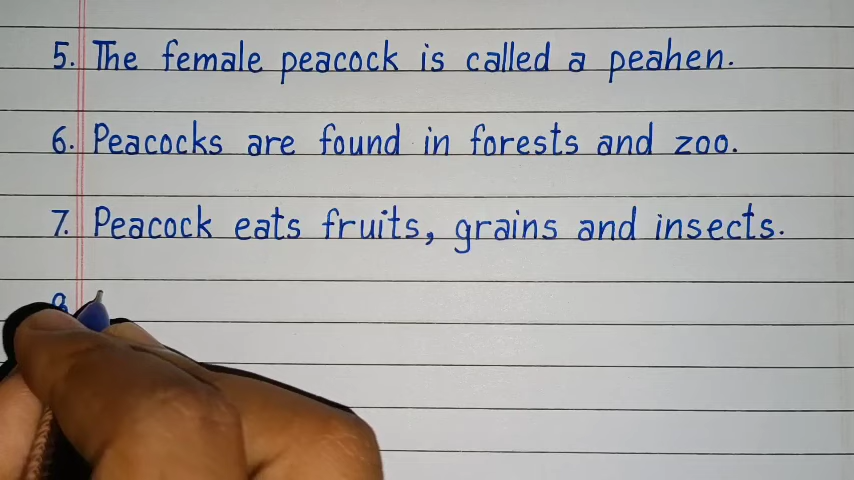 5. The female peacock is called a peahen.
6. Peacocks are found in forests and zoo.
7. Peacock eats fruits, grains and insects.